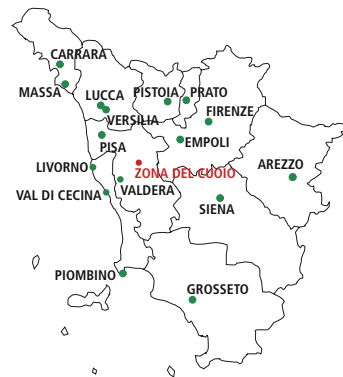 CARRARA
MASSA
LUCCA
VERSILIA
PISTOIA
PRATO
FIRENZE
PISA
EMPOLI
LIVORNO
ZONA DEL CUOIO
AREZZO
VAL DI CECINA
VALDERA
SIENA
PIOMBINO
GROSSETO